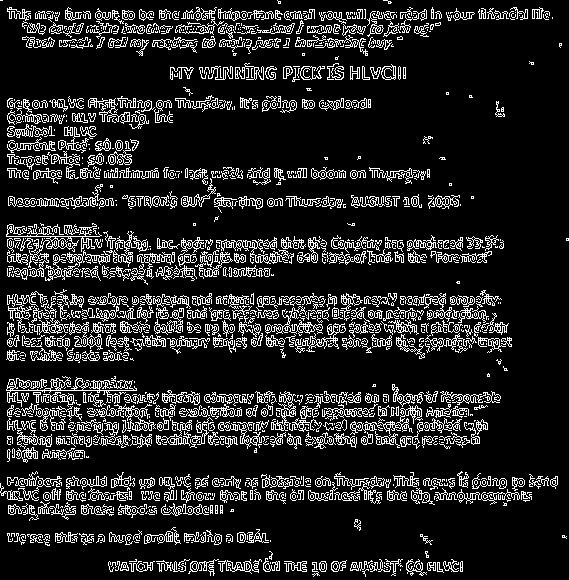 This may turn out to be the most important email you will ever read in your financial life.
"We could make another million dollars...and I want you to join us!"
"Each week, I tell my readers to make just 1 investment buy."
MY WINNING PICK IS HLVC!!!
Get on HLVC First Thing on Thursday, it's going to explode!
Company: HLV Trading, Inc
Symbol: HLVC
Current Price: $0.017
Target Price: $0.065
The price is the minimum for last week and it will boom on Thursday!
Recommendation: "STRONG BUY" starting on Thursday, AUGUST 10, 2006
News!
07/24/2006, HLV Trading, Inc. today announced that the Company has purchased 33.3%
interest petroleum and natural gas rights to another 640 acres of land in the "Foremost"
Region bordered between Alberta and Montana.
HLVC is set to explore petroleum and natural gas reserves in this newly acquired property.
This area is well known for its oil and gas reserves whereas Based on nearby production,
it is anticipated that there could be up to two productive gas zones within a shallow depth
of less than 2000 feet with primary target of the Sunburst zone and the secondary target
the White Specs zone.
About the Company
HLV Trading, Inc, an equity trading company has now embarked on a focus of responsible
development, exploration, and exploitation of oil and gas resources in North America.
HLVC is an emerging junior oil and gas company financially well connected, coupled with
a strong management and technical team focused on exploiting oil and gas reserves in
North America.
Members should pick up HLVC as early as possible on Thursday This news is going to send
HLVC off the charts! We all know that in the oil business it's the big announcements
that makes these stocks explode!!!
We see this as a huge profit taking a DEAL.
WATCH THIS ONE TRADE ON THE 10 OF AUGUST! GO HLVC!